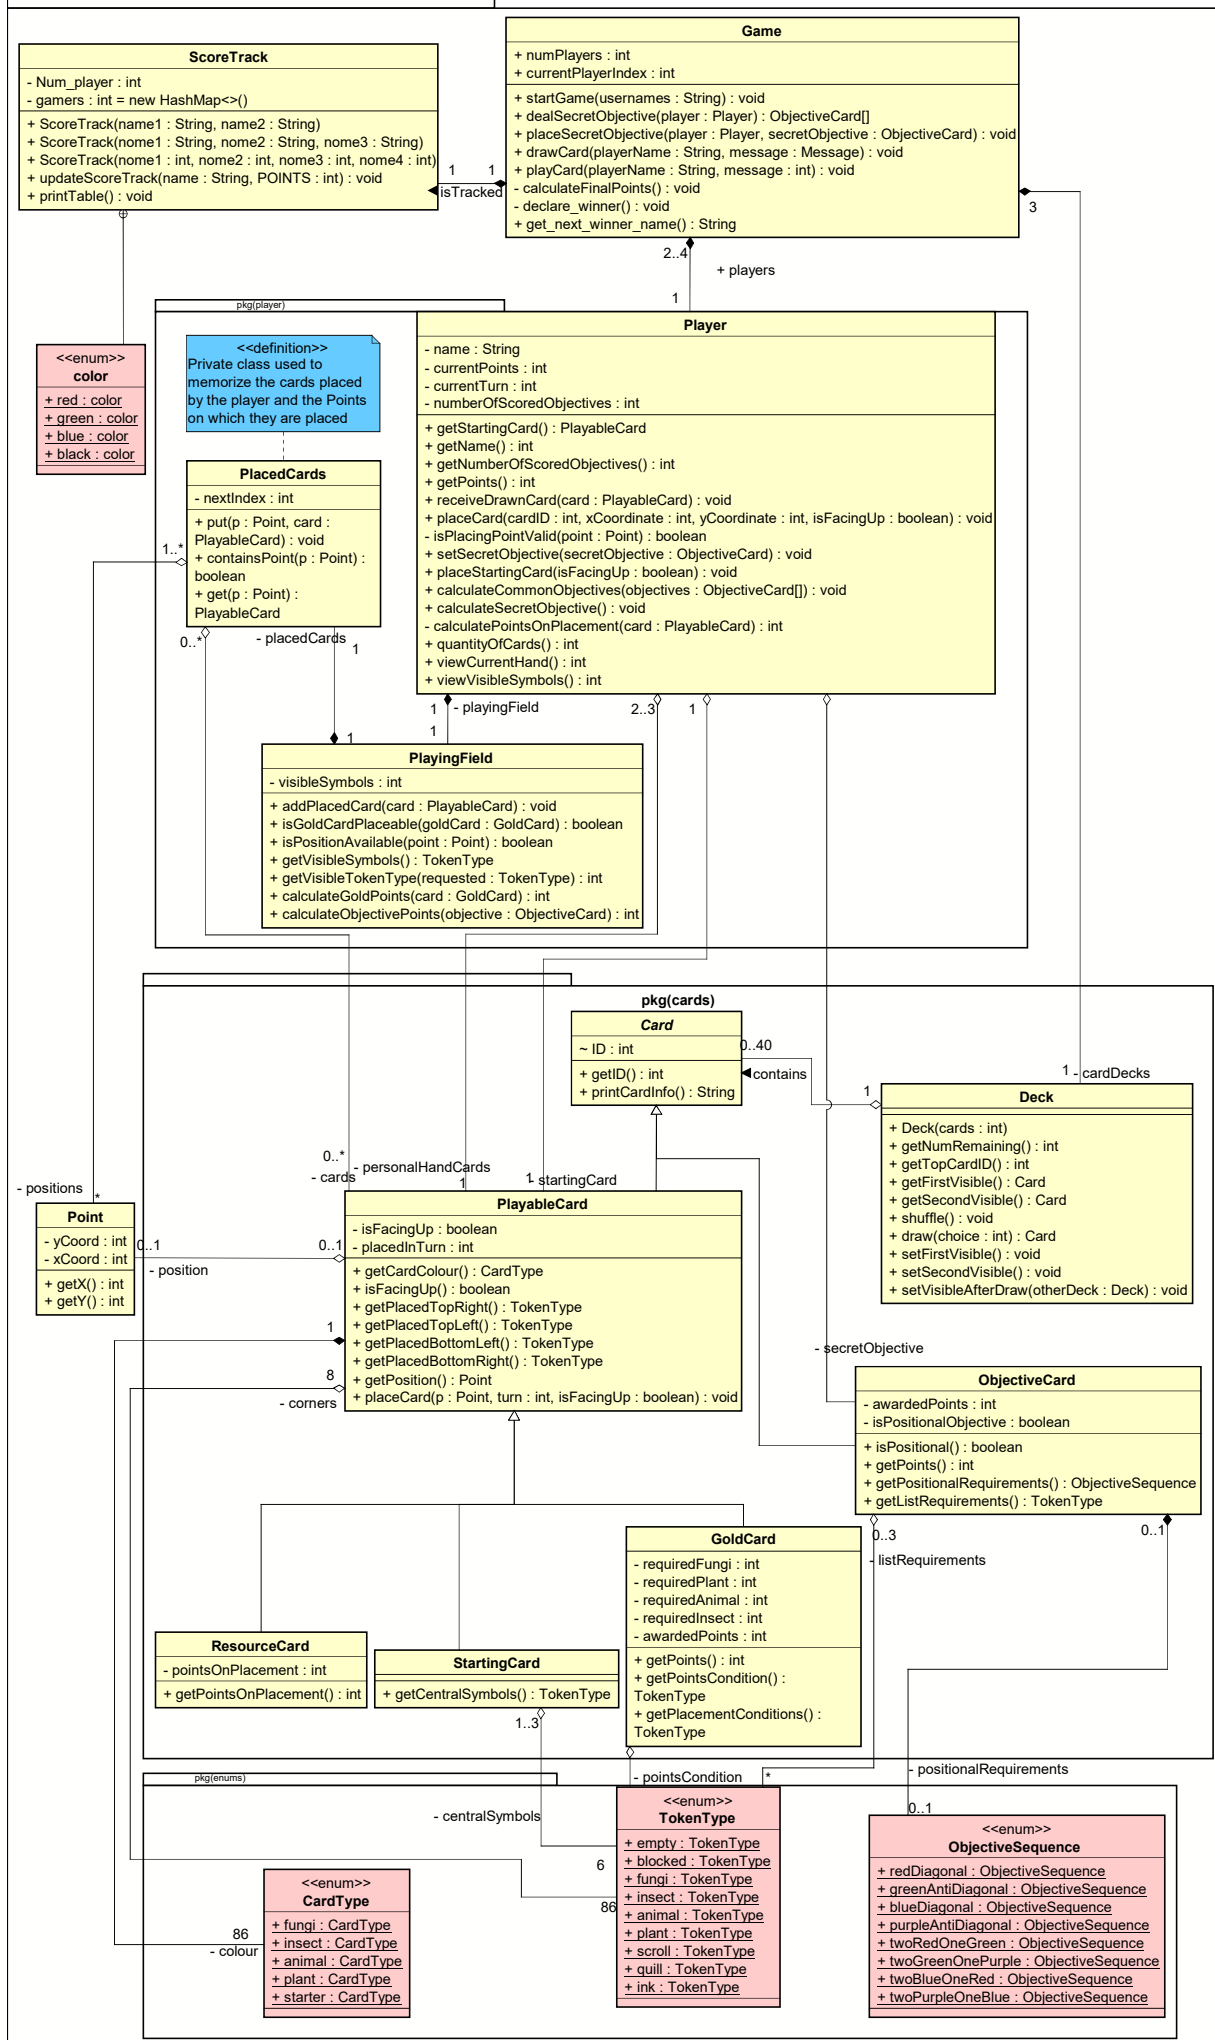 Game
+ numPlayers : int
+ currentPlayerIndex : int
+ startGame(usernames : String) : void
+ dealSecretObjective(player : Player) : ObjectiveCard[]
+ placeSecretObjective(player : Player, secretObjective : ObjectiveCard) : void
+ drawCard(playerName : String, message : Message) : void
+ playCard(playerName : String, message : int) : void
- calculateFinalPoints() : void
- declare_winner() : void
+ get_next_winner_name() : String
ScoreTrack
- Num_player : int
- gamers : int = new HashMap<>()
+ ScoreTrack(name1 : String, name2 : String)
+ ScoreTrack(nome1 : String, nome2 : String, nome3 : String)
+ ScoreTrack(nome1 : int, nome2 : int, nome3 : int, nome4 : int)
+ updateScoreTrack(name : String, POINTS : int) : void
+ printTable() : void
1
1
isTracked
3
2..4
+ players
1
pkg(player)
<<enum>>
color
+ red : color
+ green : color
+ blue : color
+ black : color
<<definition>>
Private class used to
memorize the cards placed
by the player and the Points
on which they are placed
Player
- name : String
- currentPoints : int
- currentTurn : int
- numberOfScoredObjectives : int
+ getStartingCard() : PlayableCard
+ getName() : int
+ getNumberOfScoredObjectives() : int
+ getPoints() : int
+ receiveDrawnCard(card : PlayableCard) : void
+ placeCard(cardID : int, xCoordinate : int, yCoordinate : int, isFacingUp : boolean) : void
- isPlacingPointValid(point : Point) : boolean
+ setSecretObjective(secretObjective : ObjectiveCard) : void
+ placeStartingCard(isFacingUp : boolean) : void
+ calculateCommonObjectives(objectives : ObjectiveCard[]) : void
+ calculateSecretObjective() : void
- calculatePointsOnPlacement(card : PlayableCard) : int
+ quantityOfCards() : int
+ viewCurrentHand() : int
+ viewVisibleSymbols() : int
PlacedCards
- nextIndex : int
+ put(p : Point, card :
PlayableCard) : void
+ containsPoint(p : Point) :
boolean
+ get(p : Point) :
PlayableCard
1..*
0..*
- placedCards
1
1
- playingField
2..3
1
1
1
PlayingField
- visibleSymbols : int
+ addPlacedCard(card : PlayableCard) : void
+ isGoldCardPlaceable(goldCard : GoldCard) : boolean
+ isPositionAvailable(point : Point) : boolean
+ getVisibleSymbols() : TokenType
+ getVisibleTokenType(requested : TokenType) : int
+ calculateGoldPoints(card : GoldCard) : int
+ calculateObjectivePoints(objective : ObjectiveCard) : int
pkg(cards)
Card
~ ID : int
+ getID() : int
+ printCardInfo() : String
0..40
contains
1
1
- cardDecks
Deck
+ Deck(cards : int)
+ getNumRemaining() : int
+ getTopCardID() : int
+ getFirstVisible() : Card
+ getSecondVisible() : Card
+ shuffle() : void
+ draw(choice : int) : Card
+ setFirstVisible() : void
+ setSecondVisible() : void
+ setVisibleAfterDraw(otherDeck : Deck) : void
0..*
- cards
- personalHandCards
1
1
- startingCard
- positions
*
Point
- yCoord : int
- xCoord : int
+ getX() : int
+ getY() : int
0..1
- position
0..1
PlayableCard
- isFacingUp : boolean
- placedInTurn : int
+ getCardColour() : CardType
+ isFacingUp() : boolean
+ getPlacedTopRight() : TokenType
+ getPlacedTopLeft() : TokenType
+ getPlacedBottomLeft() : TokenType
+ getPlacedBottomRight() : TokenType
+ getPosition() : Point
+ placeCard(p : Point, turn : int, isFacingUp : boolean) : void
1
8
- corners
- secretObjective
ObjectiveCard
- awardedPoints : int
- isPositionalObjective : boolean
+ isPositional() : boolean
+ getPoints() : int
+ getPositionalRequirements() : ObjectiveSequence
+ getListRequirements() : TokenType
0..3
0..1
- listRequirements
GoldCard
- requiredFungi : int
- requiredPlant : int
- requiredAnimal : int
- requiredInsect : int
- awardedPoints : int
+ getPoints() : int
+ getPointsCondition() :
TokenType
+ getPlacementConditions() :
TokenType
ResourceCard
- pointsOnPlacement : int
+ getPointsOnPlacement() : int
StartingCard
+ getCentralSymbols() : TokenType
1..3
pkg(enums)
- pointsCondition
*
- positionalRequirements
- centralSymbols
0..1
6
86
86
- colour
<<enum>>
TokenType
+ empty : TokenType
+ blocked : TokenType
+ fungi : TokenType
+ insect : TokenType
+ animal : TokenType
+ plant : TokenType
+ scroll : TokenType
+ quill : TokenType
+ ink : TokenType
<<enum>>
ObjectiveSequence
+ redDiagonal : ObjectiveSequence
+ greenAntiDiagonal : ObjectiveSequence
+ blueDiagonal : ObjectiveSequence
+ purpleAntiDiagonal : ObjectiveSequence
+ twoRedOneGreen : ObjectiveSequence
+ twoGreenOnePurple : ObjectiveSequence
+ twoBlueOneRed : ObjectiveSequence
+ twoPurpleOneBlue : ObjectiveSequence
<<enum>>
CardType
+ fungi : CardType
+ insect : CardType
+ animal : CardType
+ plant : CardType
+ starter : CardType